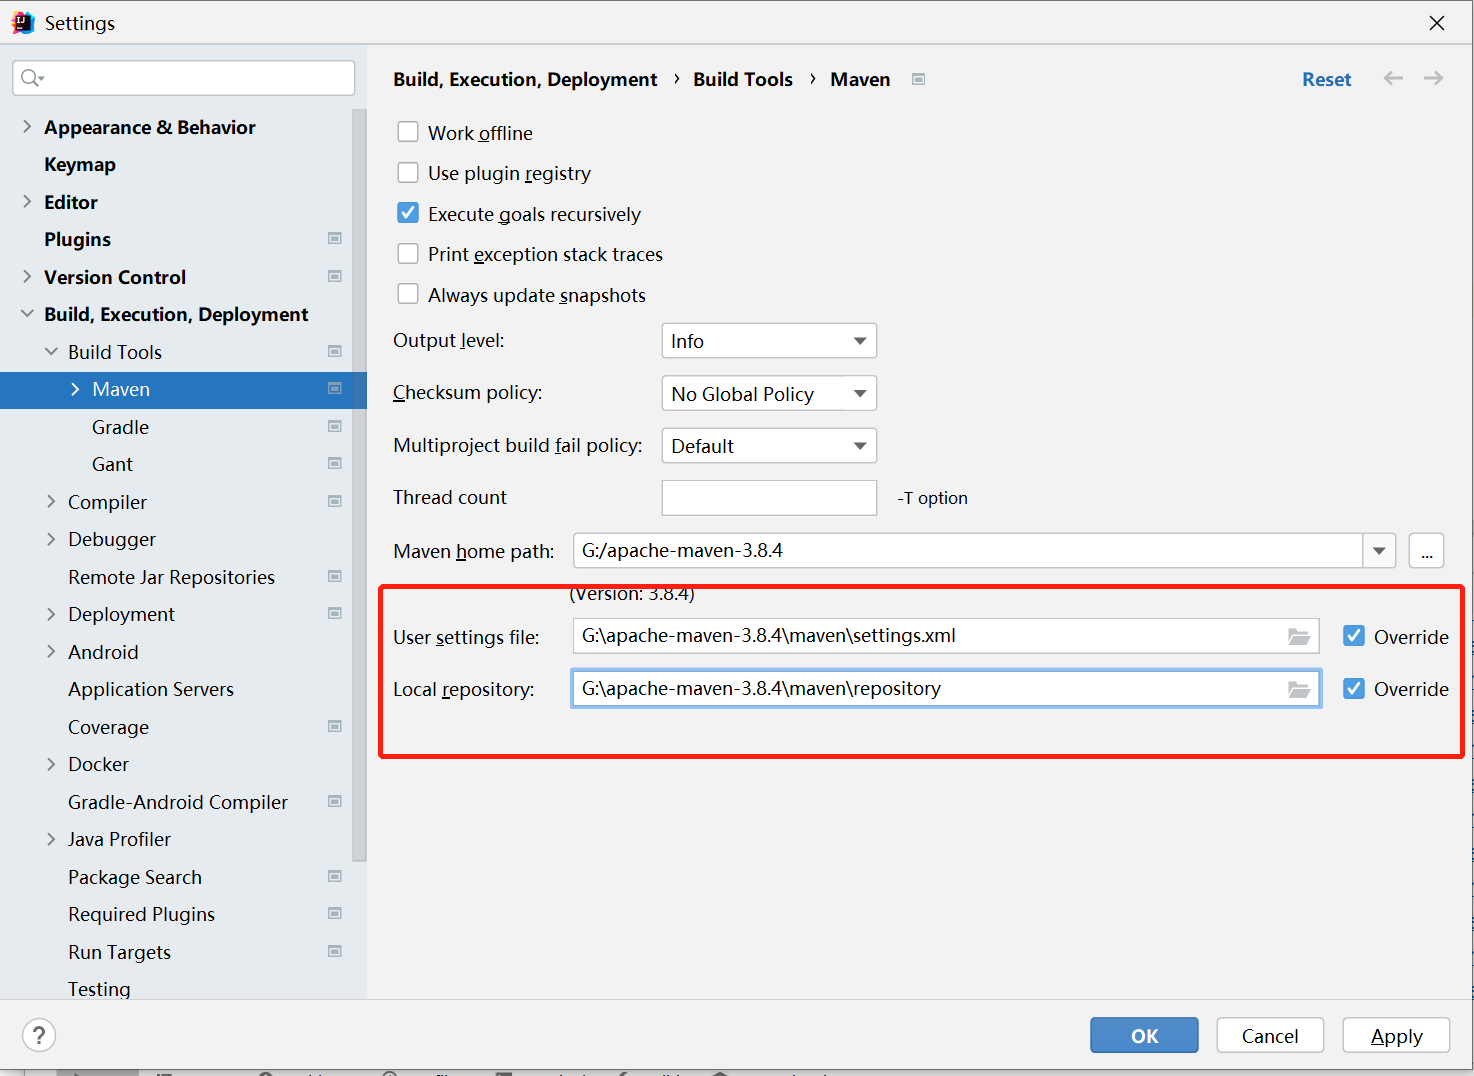 Settings
Build, Execution, Deployment › Build Tools › Maven
Reset
Appearance & Behavior
Keymap
Editor
Plugins
Version Control
Build, Execution, Deployment
Build Tools
Maven
Gradle
Gant
Compiler
Debugger
Remote Jar Repositories
Deployment
Android
Application Servers
Coverage
Docker
Gradle-Android Compiler
Java Profiler
Package Search
Required Plugins
Run Targets
Testing
Work offline
Use plugin registry
Execute goals recursively
Print exception stack traces
Always update snapshots
Output level: Info
Checksum policy: No Global Policy
Multiproject build fail policy: Default
Thread count -T option
Maven home path: G:/apache-maven-3.8.4 ...
(Version: 3.8.4)
User settings file: G:\apache-maven-3.8.4\maven\settings.xml Override
Local repository: G:\apache-maven-3.8.4\maven\repository Override
? OK Cancel Apply